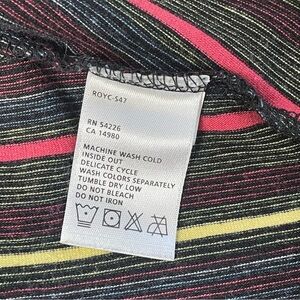 ROYC-S47
RN 54226
CA 14980
MACHINE WASH COLD
INSIDE OUT
DELICATE CYCLE
WASH COLORS SEPARATELY
TUMBLE DRY LOW
DO NOT BLEACH
DO NOT IRON